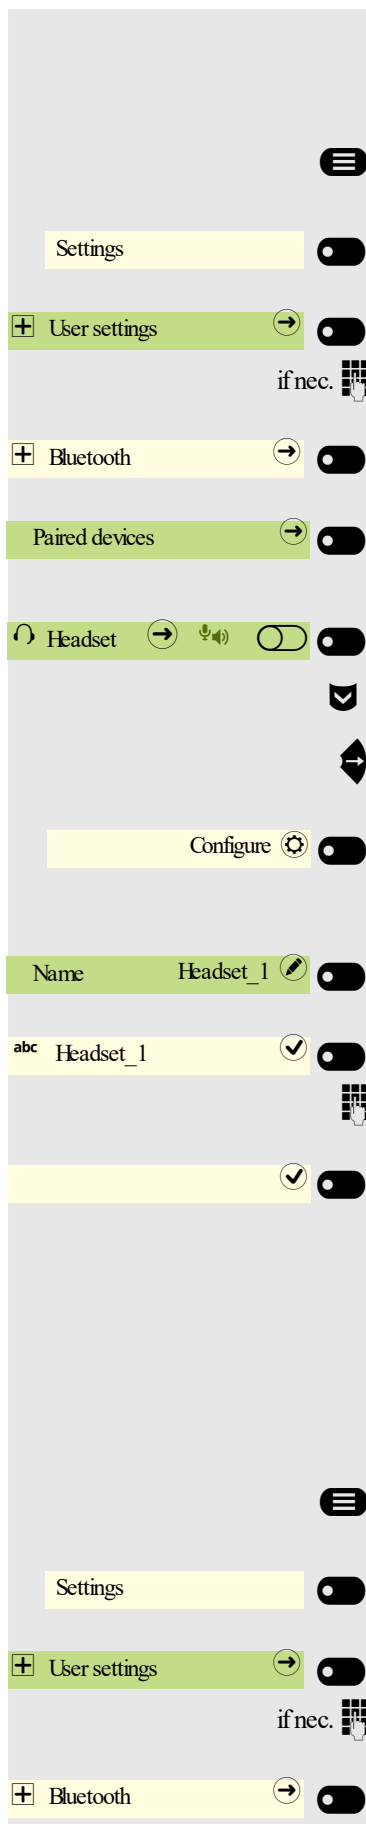 Settings
User settings
if nec.
Bluetooth
Paired devices
Headset
Configure
Name Headset_1
abc Headset_1
Settings
User settings
if nec.
Bluetooth